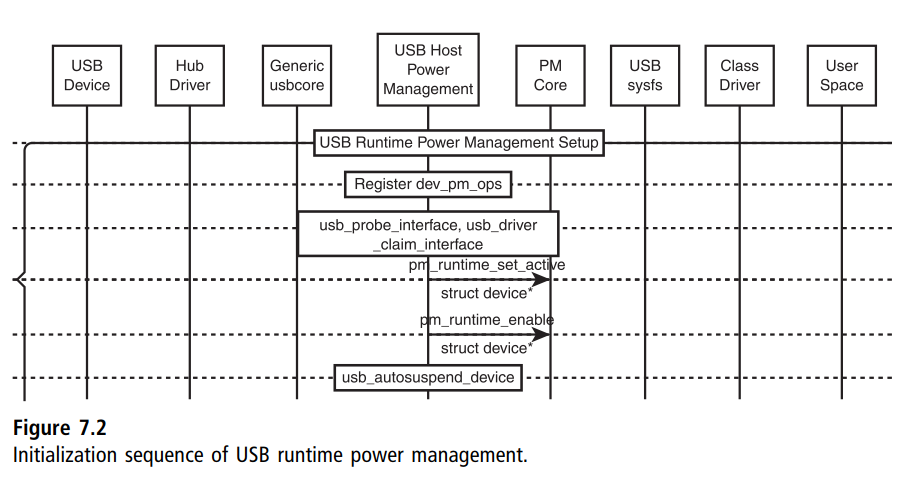 USB Device
Hub Driver
Generic usbcore
USB Host Power Management
PM Core
USB sysfs
Class Driver
User Space
USB Runtime Power Management Setup
Register dev_pm_ops
usb_probe_interface, usb_driver
_claim_interface
pm_runtime_set_active
struct device*
pm_runtime_enable
struct device*
usb_autosuspend_device
Figure 7.2
Initialization sequence of USB runtime power management.